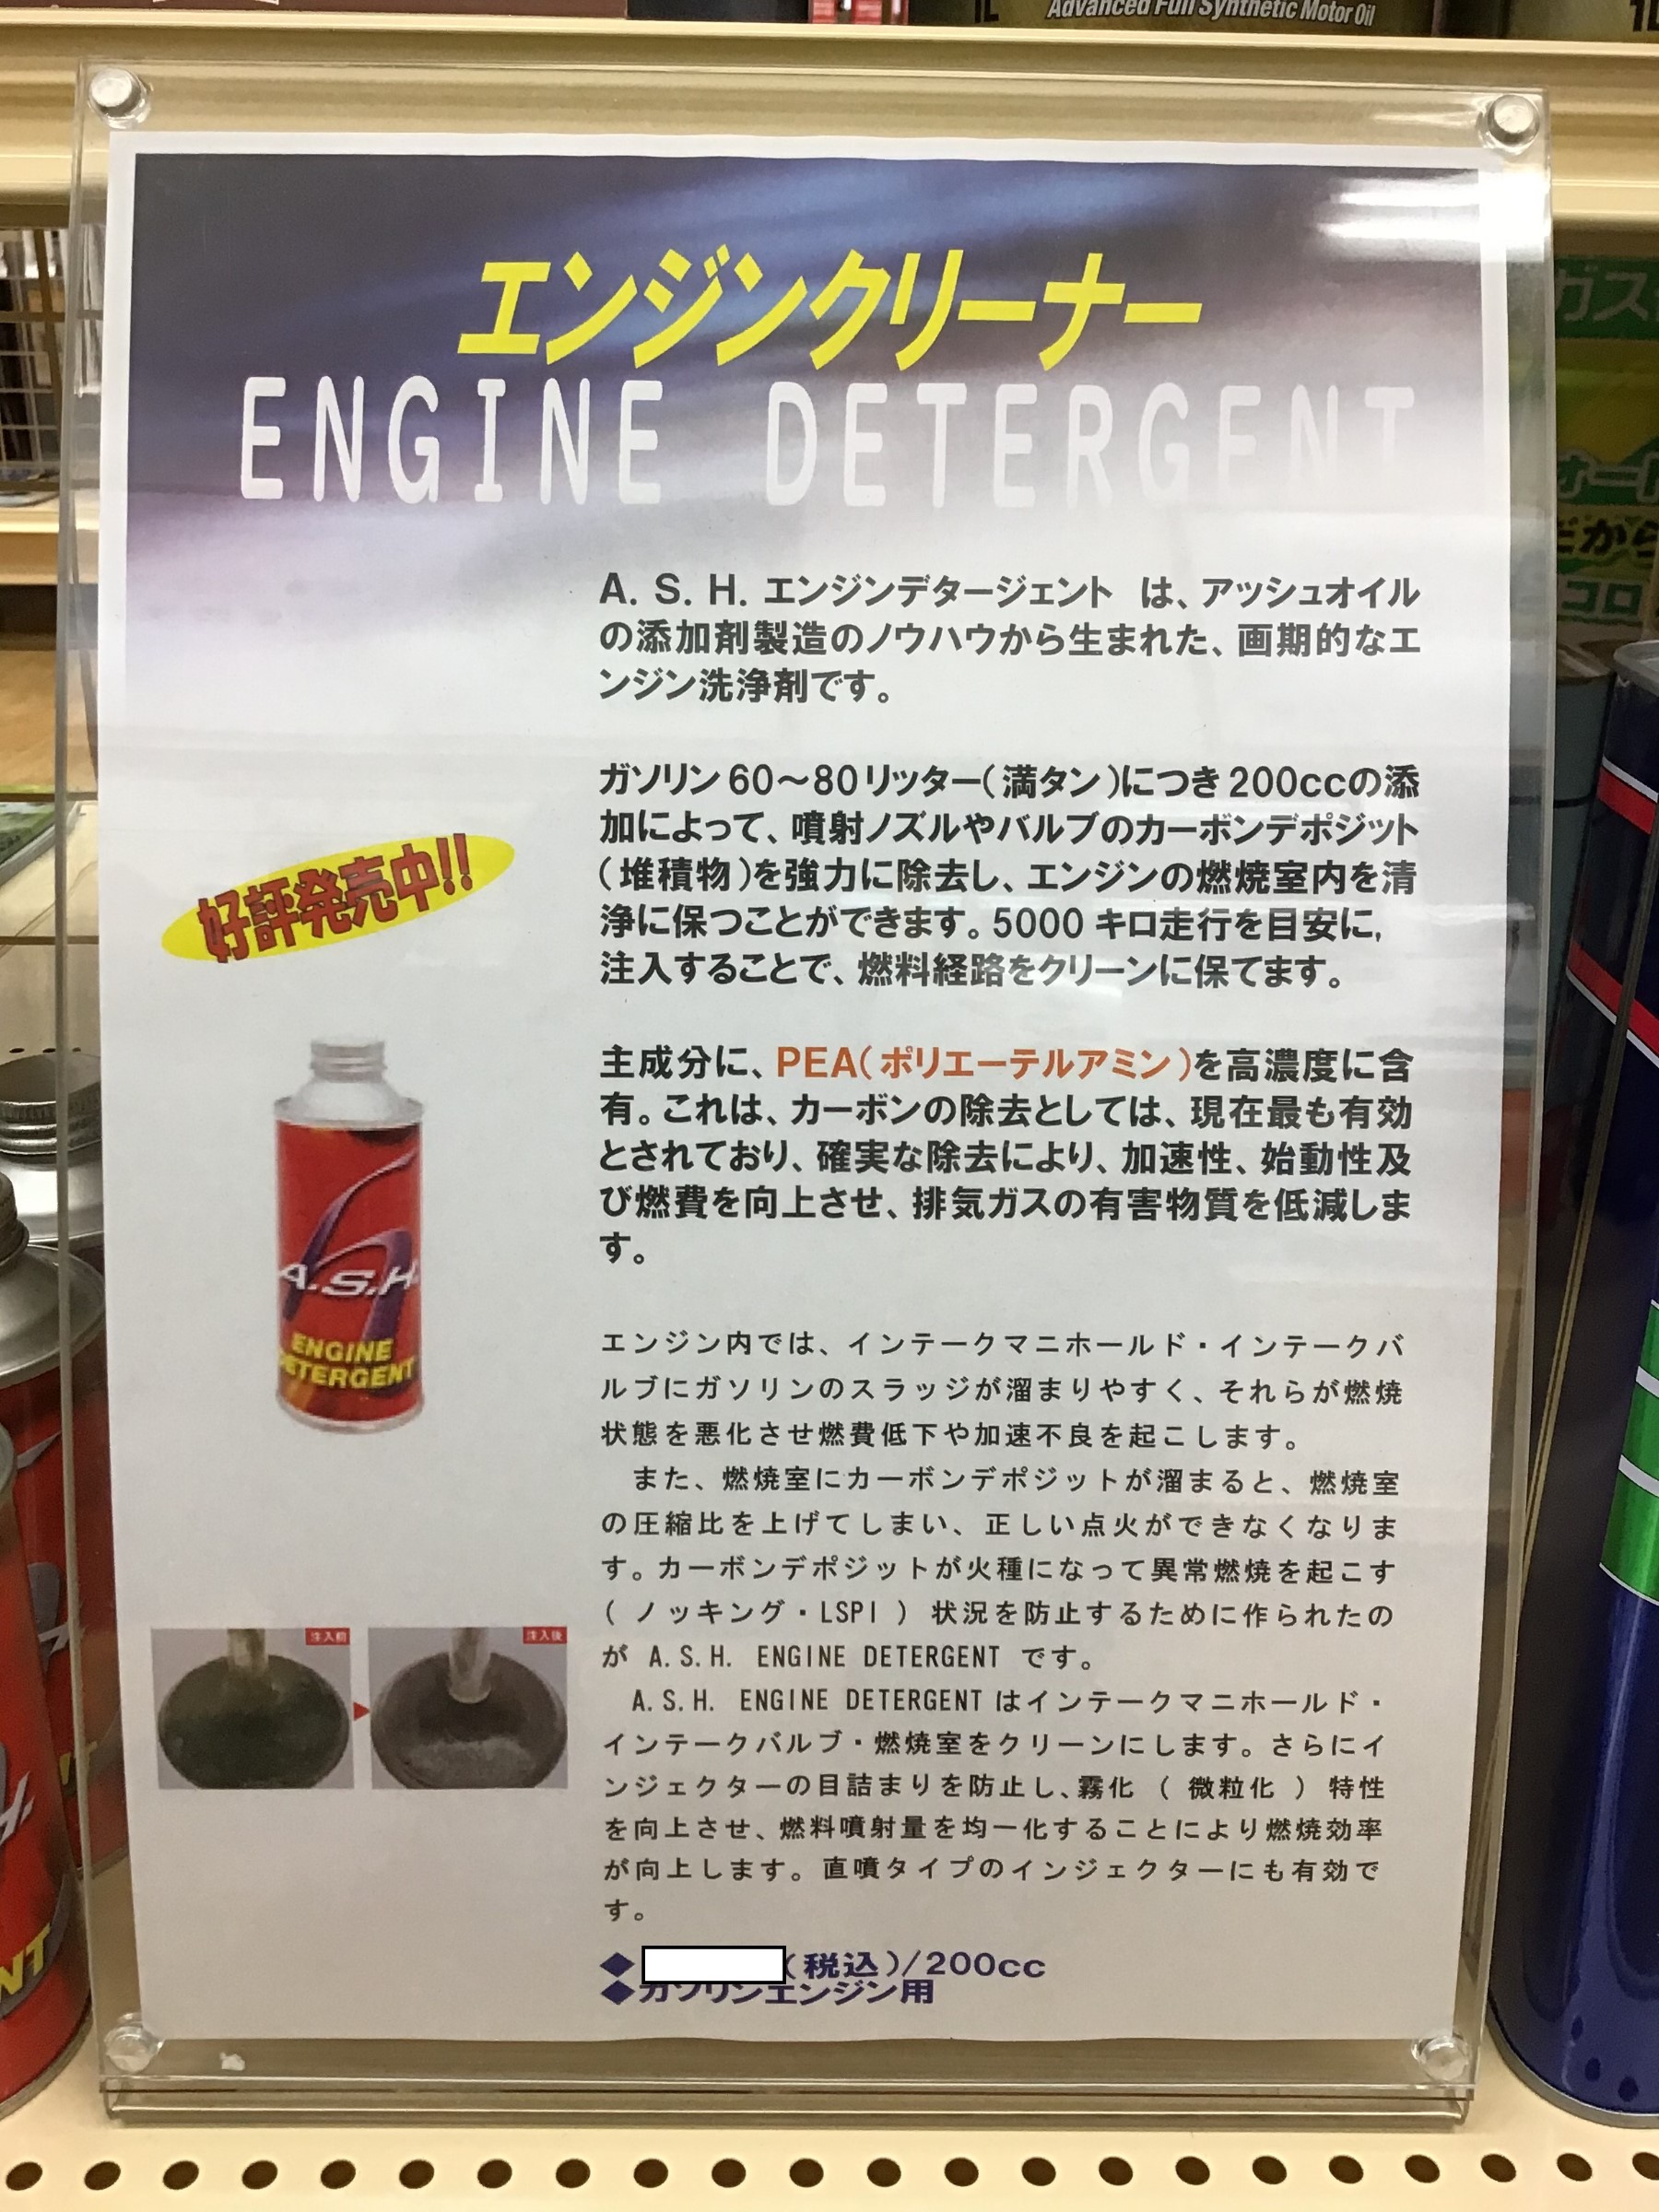 1L
Advanced Full Synthetic Motor Oil
エンジンクリーナー
ENGINE DETERGENT
A.S.H.エンジンデタージェント は、アッシュオイル
の添加剤製造のノウハウから生まれた、画期的なエ
ンジン洗浄剤です。
ガソリン60～80リッター(満タン)につき200ccの添
加によって、噴射ノズルやバルブのカーボンデポジット
(堆積物)を強力に除去し、エンジンの燃焼室内を清
浄に保つことができます。5000キロ走行を目安に,
注入することで、燃料経路をクリーンに保てます。
好評発売中!!
主成分に、PEA(ポリエーテルアミン)を高濃度に含
有。これは、カーボンの除去としては、現在最も有効
とされており、確実な除去により、加速性、始動性及
び燃費を向上させ、排気ガスの有害物質を低減しま
す。
A.S.H.
ENGINE
DETERGENT
エンジン内では、インテークマニホールド・インテークバ
ルブにガソリンのスラッジが溜まりやすく、それらが燃焼
状態を悪化させ燃費低下や加速不良を起こします。
また、燃焼室にカーボンデポジットが溜まると、燃焼室
の圧縮比を上げてしまい、正しい点火ができなくなりま
す。カーボンデポジットが火種になって異常燃焼を起こす
( ノッキング・LSPI ) 状況を防止するために作られたの
が A.S.H. ENGINE DETERGENT です。
A.S.H. ENGINE DETERGENTはインテークマニホールド・
インテークバルブ・燃焼室をクリーンにします。さらにイ
ンジェクターの目詰まりを防止し、霧化 ( 微粒化 ) 特性
を向上させ、燃料噴射量を均一化することにより燃焼効率
が向上します。直噴タイプのインジェクターにも有効で
す。
注入前
注入後
◆(税込)/200cc
◆ガソリンエンジン用
ガス
コロ